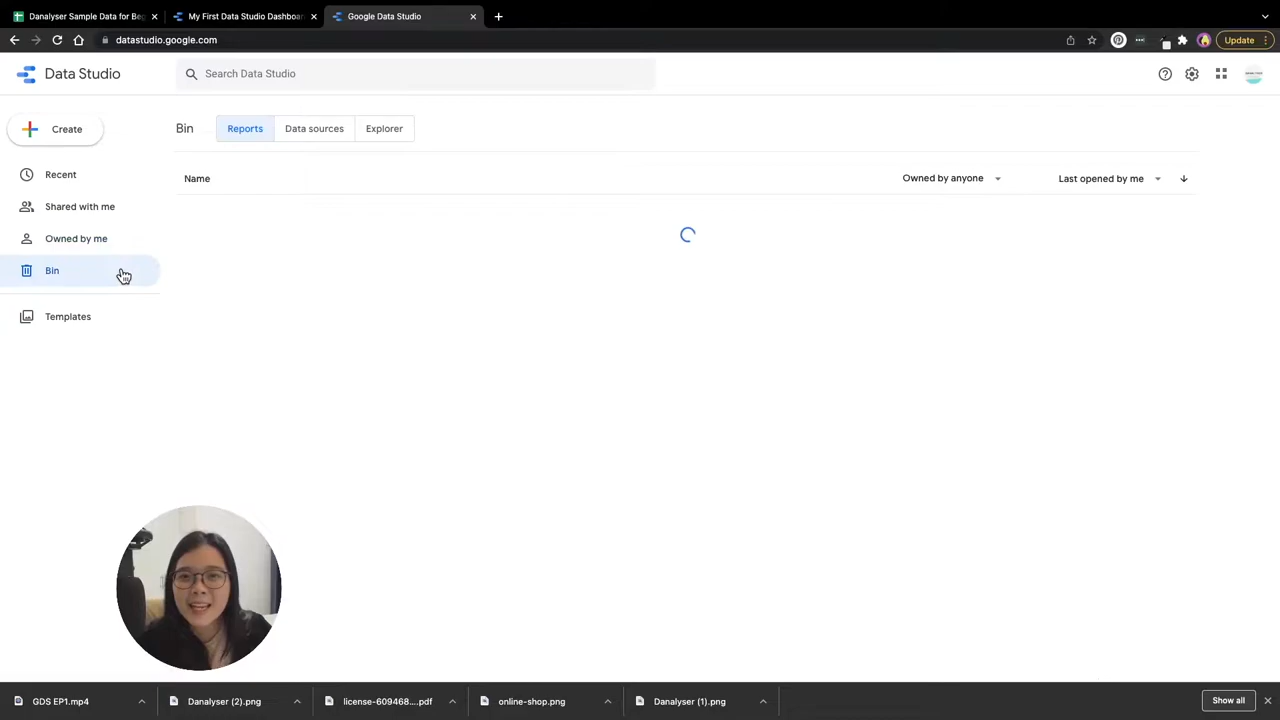 Danalyser Sample Data for Beg
My First Data Studio Dashboar
Google Data Studio
datastudio.google.com
Update
Data Studio
Search Data Studio
Create
Bin
Reports
Data sources
Explorer
Recent
Name
Owned by anyone
Last opened by me
Shared with me
Owned by me
Bin
Templates
GDS EP1.mp4
Danalyser (2).png
license-609468....pdf
online-shop.png
Danalyser (1).png
Show all